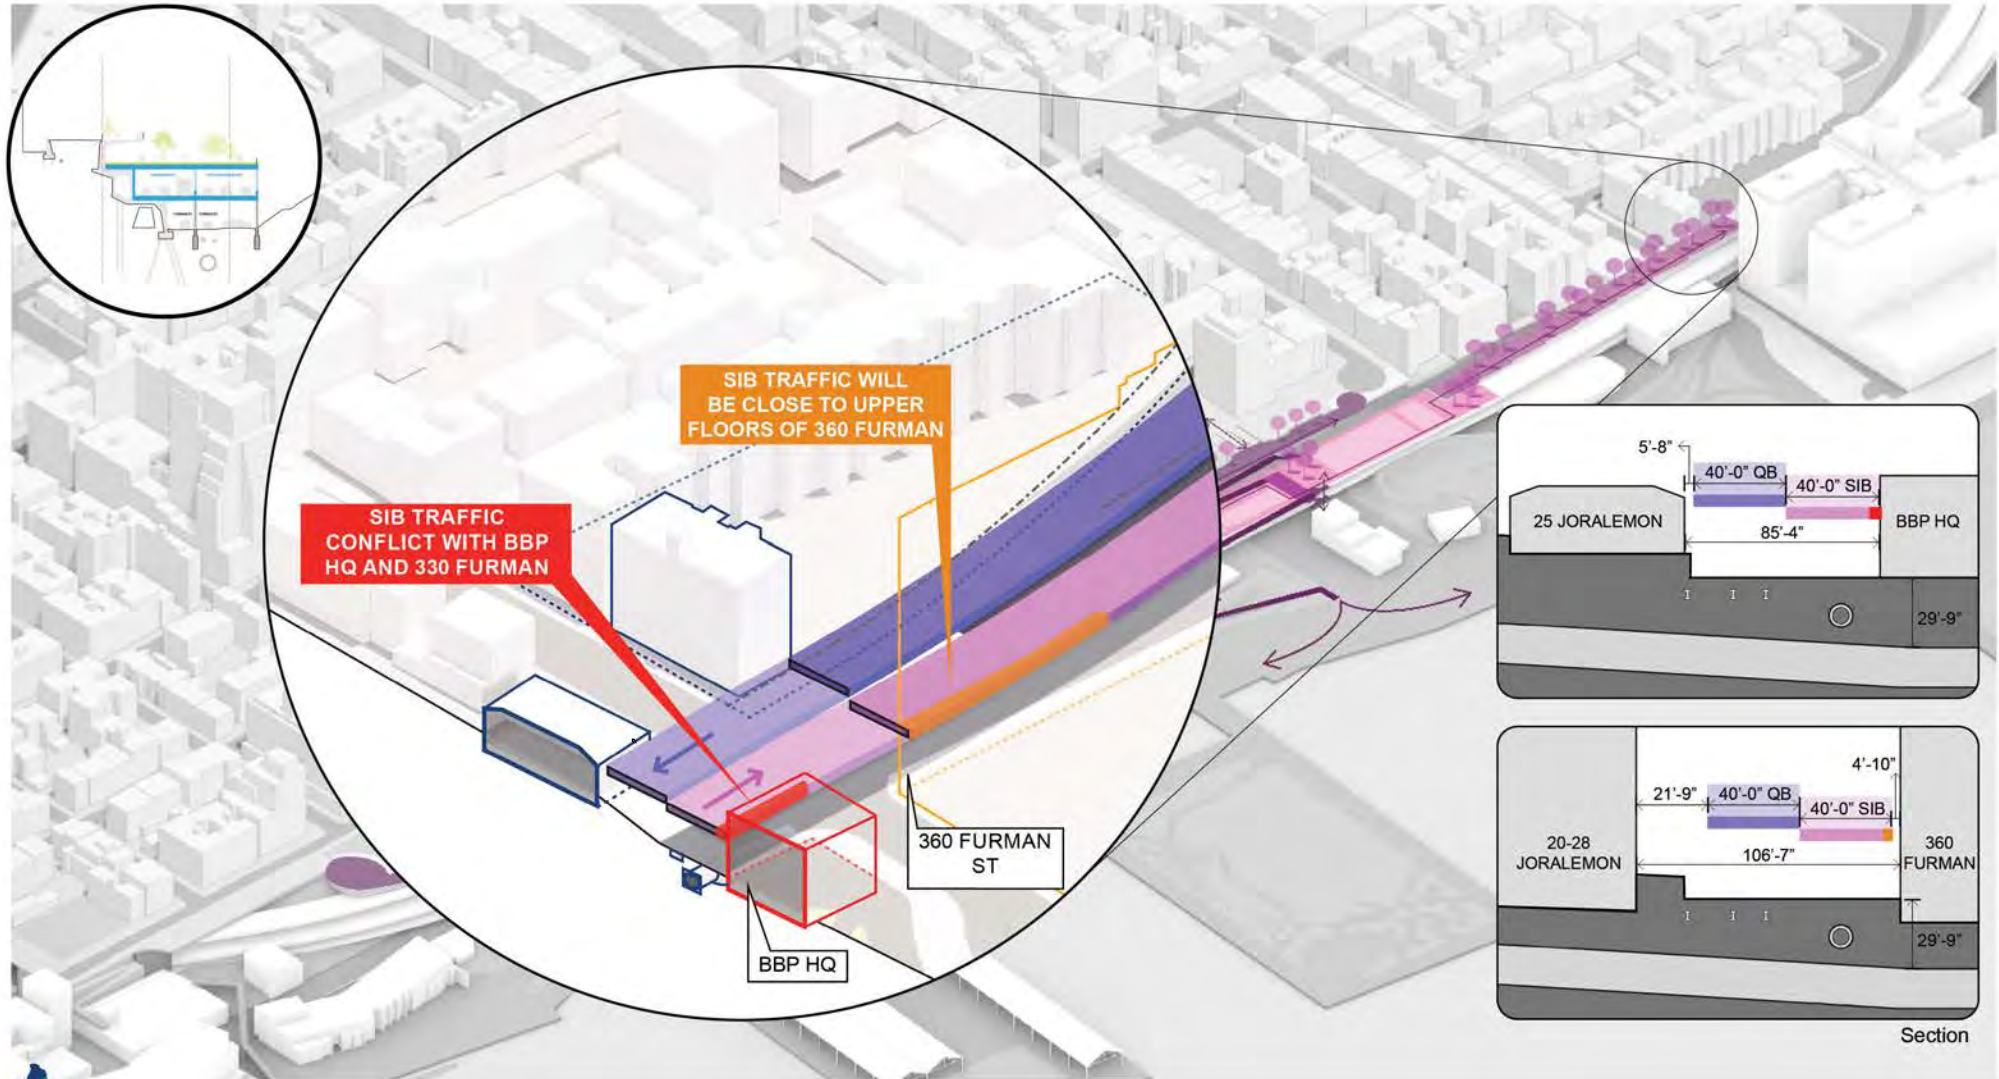 SIB TRAFFIC WILL
BE CLOSE TO UPPER
FLOORS OF 360 FURMAN
SIB TRAFFIC
CONFLICT WITH BBP
HQ AND 330 FURMAN
360 FURMAN
ST
BBP HQ
5'-8"
40'-0" QB
40'-0" SIB
25 JORALEMON
BBP HQ
85'-4"
29'-9"
4'-10"
21'-9"
40'-0" QB
40'-0" SIB
20-28
JORALEMON
106'-7"
360
FURMAN
29'-9"
Section